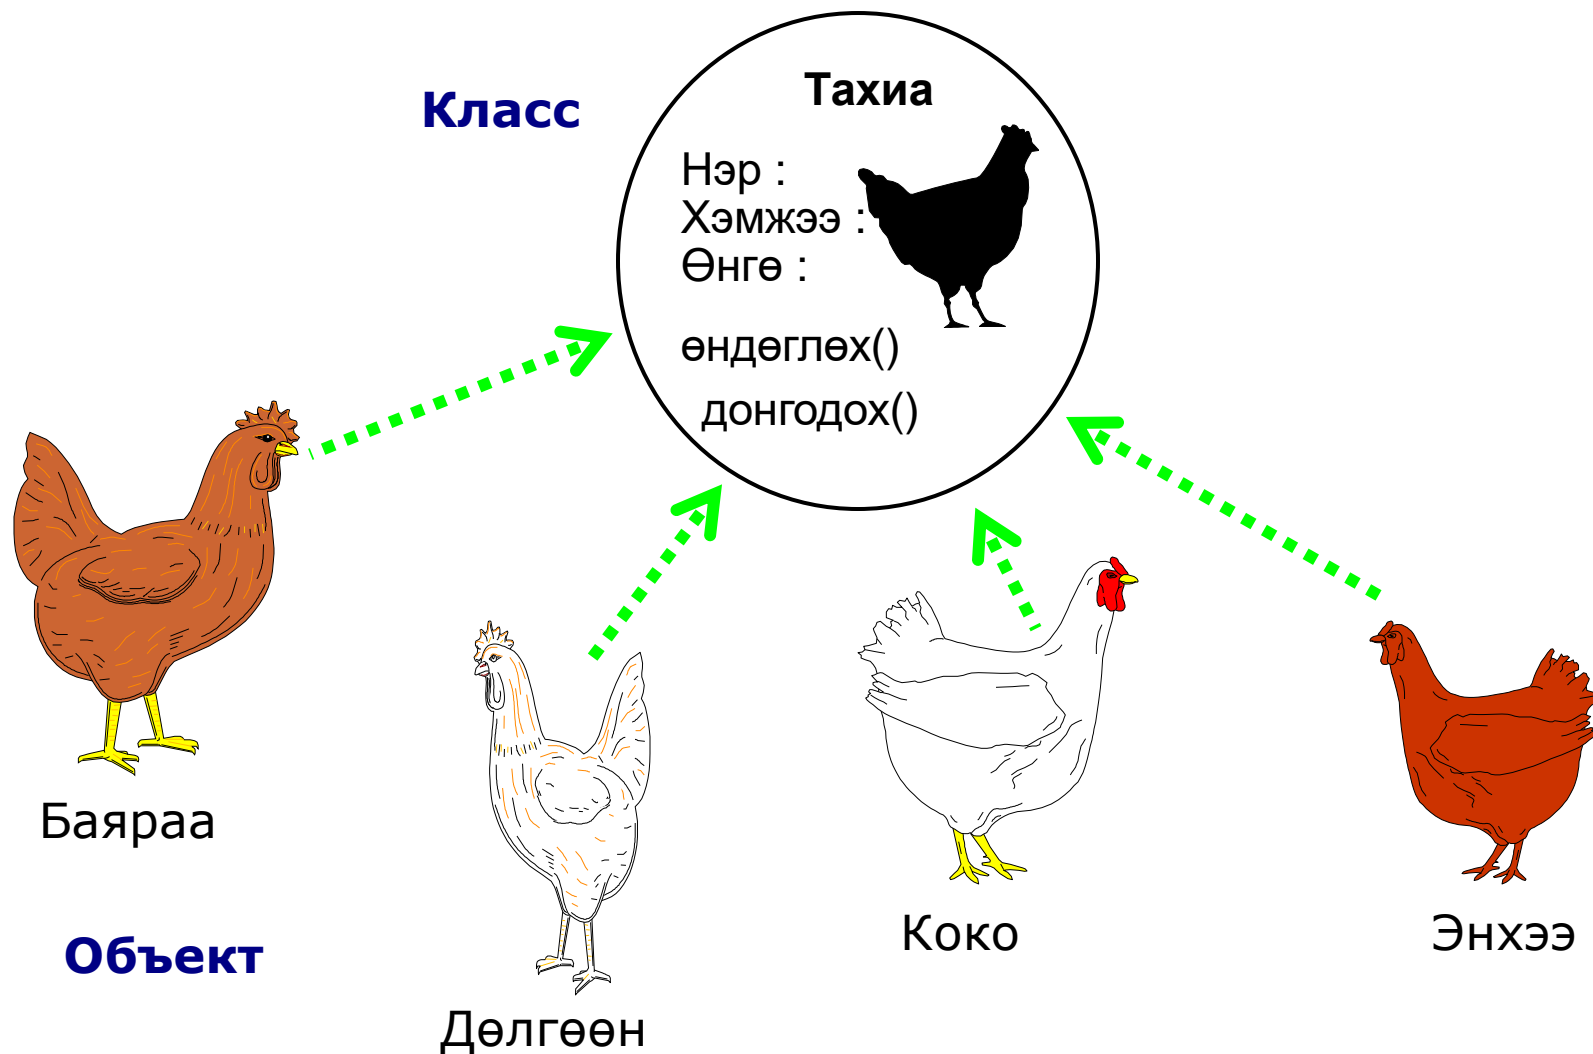 Класс
Тахиа
Нэр :
Хэмжээ :
Өнгө :
өндөглөх()
донгодох()
Баяраа
Объект
Дөлгөөн
Коко
Энхээ